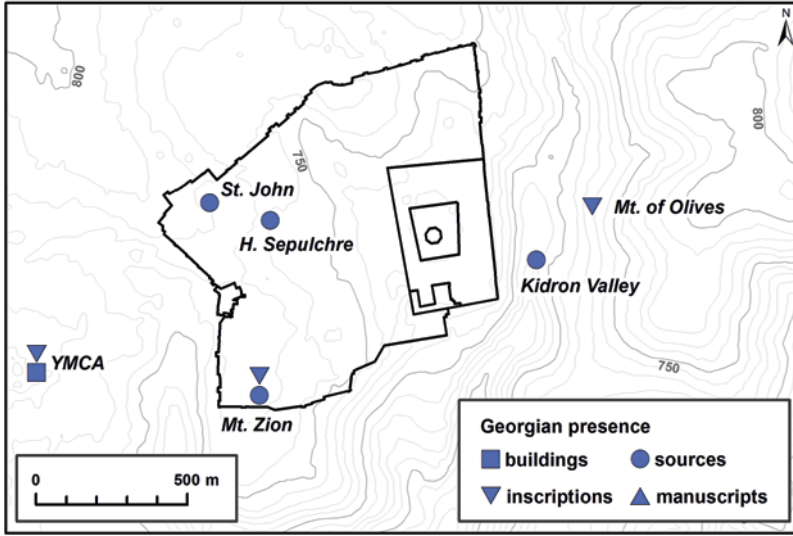 N
800
St. John
750
H. Sepulchre
800
Mt. of Olives
Kidron Valley
YMCA
750
Mt. Zion
Georgian presence
buildings
sources
inscriptions
manuscripts
0 500 m